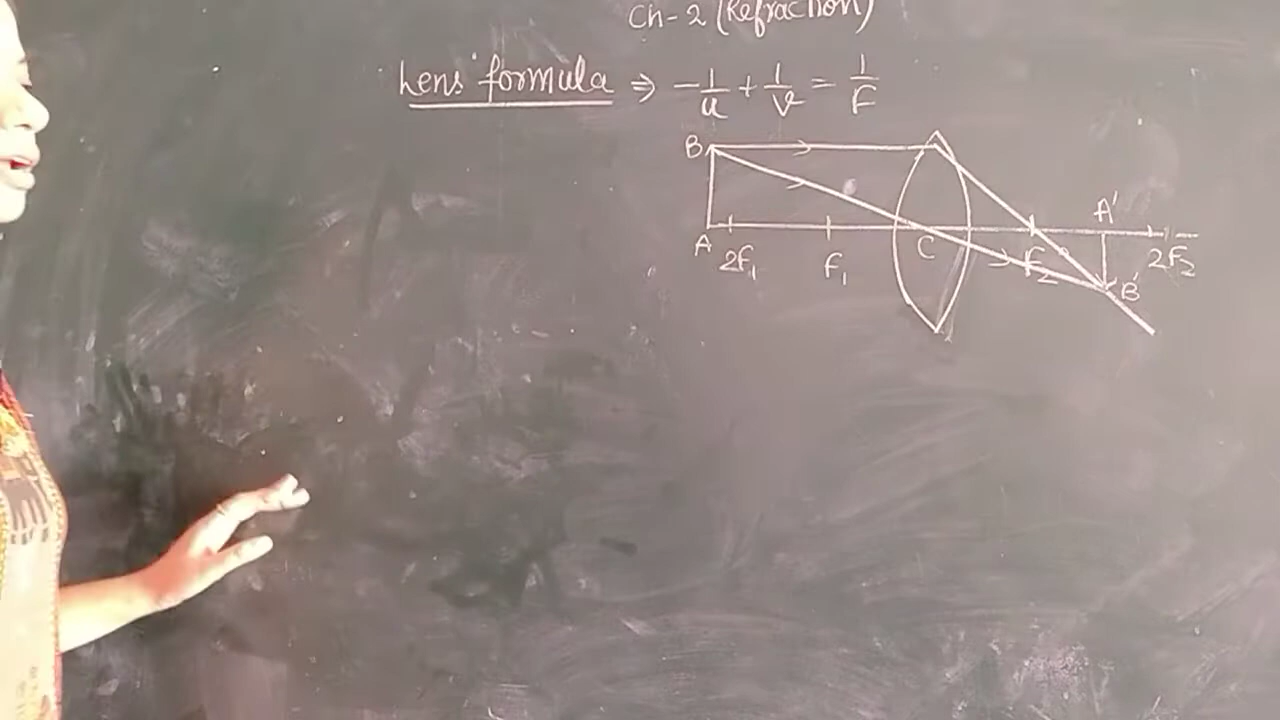 Ch-2 (Refraction)
Lens formula ⇒ -1/u + 1/v = 1/F
B
A'
A 2F₁ F₁ C F₂ 2F₂
B'